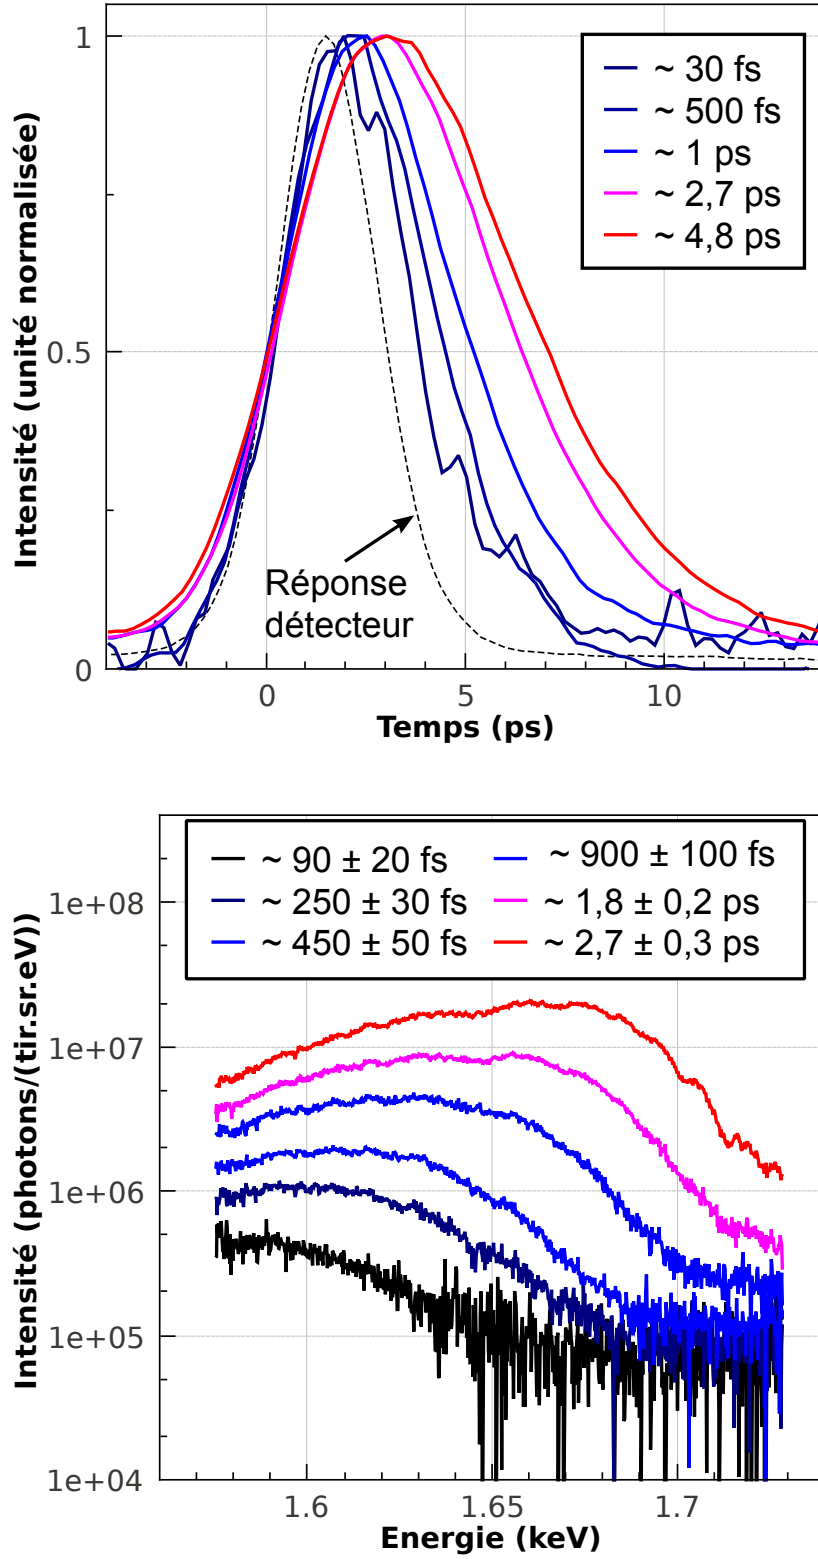 1
0.5
0
Intensité (unité normalisée)
~ 30 fs
~ 500 fs
~ 1 ps
~ 2,7 ps
~ 4,8 ps
Réponse
détecteur
0
5
10
Temps (ps)
~ 90 ± 20 fs
~ 250 ± 30 fs
~ 450 ± 50 fs
~ 900 ± 100 fs
~ 1,8 ± 0,2 ps
~ 2,7 ± 0,3 ps
1e+08
1e+07
1e+06
1e+05
1e+04
Intensité (photons/(tir.sr.eV))
1.6
1.65
1.7
Energie (keV)